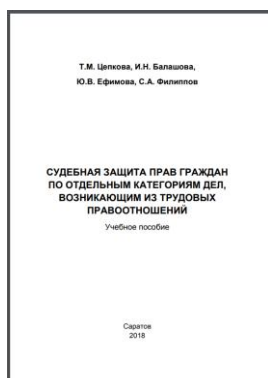 Т.М. Цепкова, И.Н. Балашова,
Ю.В. Ефимова, С.А. Филиппов
СУДЕБНАЯ ЗАЩИТА ПРАВ ГРАЖДАН
ПО ОТДЕЛЬНЫМ КАТЕГОРИЯМ ДЕЛ,
ВОЗНИКАЮЩИМ ИЗ ТРУДОВЫХ
ПРАВООТНОШЕНИЙ
Учебное пособие
Саратов
2018